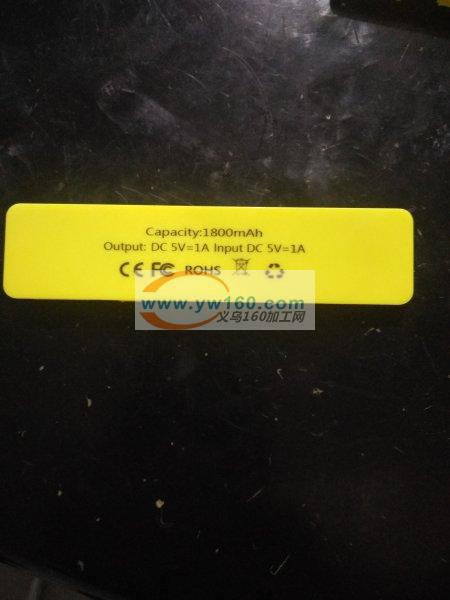 Capacity:1800mAh
Output: DC 5V=1A Input DC 5V=1A
CE FC ROHS
www.yw160.com
义乌160加工网